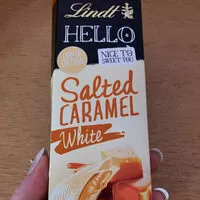 Lindt
HELLO
NICE TO
SWEET YOU
Salted
CARAMEL
White